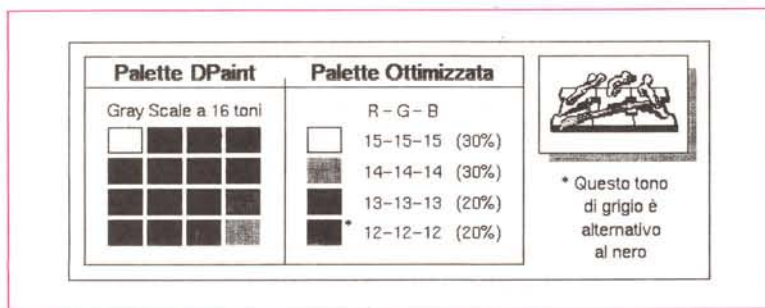 Palette DPaint
Gray Scale a 16 toni
Palette Ottimizzata
R-G-B
15-15-15 (30%)
14-14-14 (30%)
13-13-13 (20%)
* 12-12-12 (20%)
* Questo tono
di grigio è
alternativo
al nero